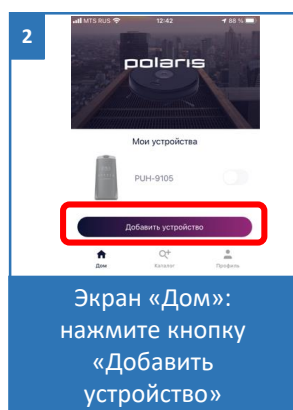 2
MTS RUS 12:42 88 %
polaris
Мои устройства
PUH-9105
Добавить устройство
Дом Каталог Профиль
Экран «Дом»:
нажмите кнопку
«Добавить
устройство»